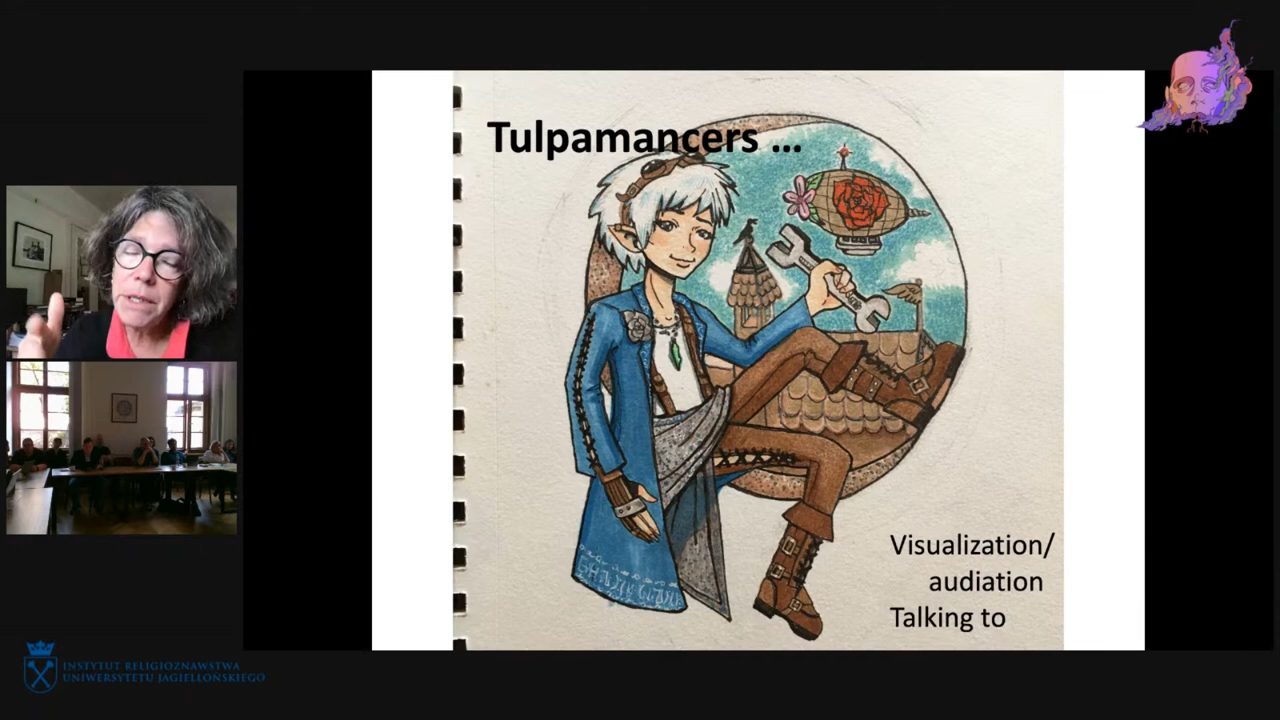 Tulpamancers ...
Visualization/
audiation
Talking to
INSTYTUT RELIGIOZNAWSTWA
UNIWERSYTETU JAGIELLOŃSKIEGO